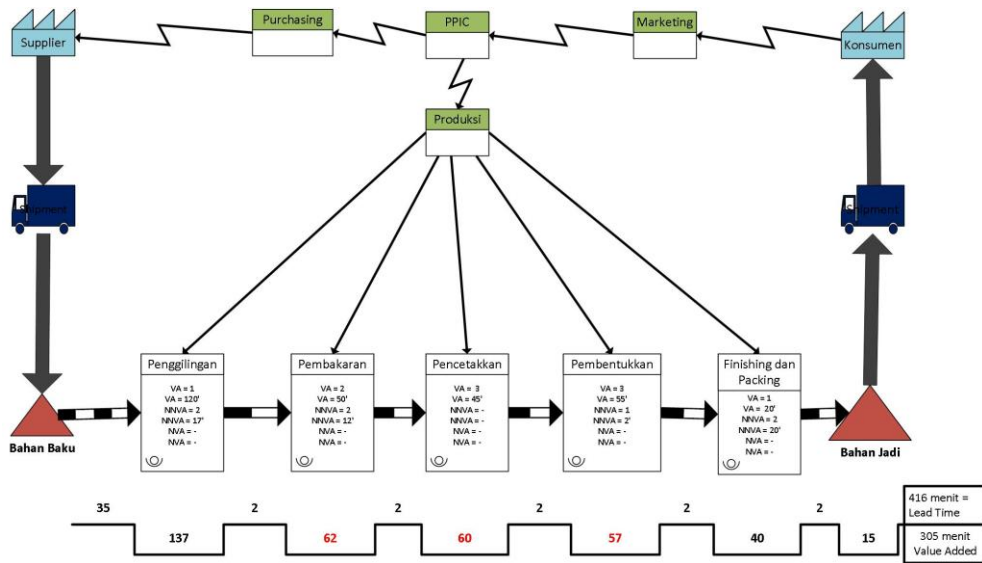 Supplier
Purchasing
PPIC
Marketing
Konsumen
Produksi
Shipment
Shipment
Penggilingan
VA = 1
VA = 120'
NNVA = 2
NNVA = 17'
NVA = -
NVA = -
Pembakaran
VA = 2
VA = 50'
NNVA = 2
NNVA = 12'
NVA = -
NVA = -
Pencetakkan
VA = 3
VA = 45'
NNVA = -
NNVA = -
NVA = -
NVA = -
Pembentukkan
VA = 3
VA = 55'
NNVA = 1
NNVA = 2'
NVA = -
NVA = -
Finishing dan
Packing
VA = 1
VA = 20'
NNVA = 2
NNVA = 20'
NVA = -
NVA = -
Bahan Baku
Bahan Jadi
35
2
2
2
2
2
416 menit =
Lead Time
137
62
60
57
40
15
305 menit
Value Added